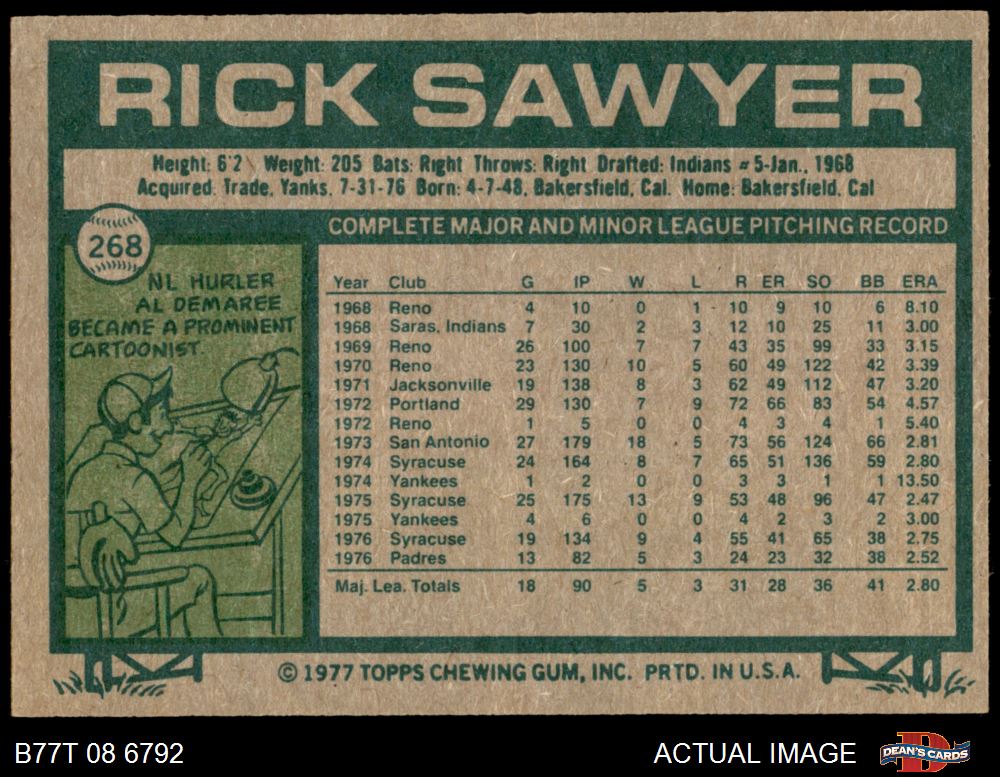 RICK SAWYER
Height: 6'2 Weight: 205 Bats: Right Throws: Right Drafted: Indians #5-Jan., 1968
Acquired: Trade, Yanks, 7-31-76 Born: 4-7-48, Bakersfield, Cal. Home: Bakersfield, Cal
268
COMPLETE MAJOR AND MINOR LEAGUE PITCHING RECORD
NL HURLER
AL DEMAREE
BECAME A PROMINENT
CARTOONIST.
Year Club G IP W L R ER SO BB ERA
1968 Reno 4 10 0 1 10 9 10 6 8.10
1968 Saras. Indians 7 30 2 3 12 10 25 11 3.00
1969 Reno 26 100 7 7 43 35 99 33 3.15
1970 Reno 23 130 10 5 60 49 122 42 3.39
1971 Jacksonville 19 138 8 3 62 49 112 47 3.20
1972 Portland 29 130 7 9 72 66 83 54 4.57
1972 Reno 1 5 0 0 4 3 4 1 5.40
1973 San Antonio 27 179 18 5 73 56 124 66 2.81
1974 Syracuse 24 164 8 7 65 51 136 59 2.80
1974 Yankees 1 2 0 0 3 3 1 1 13.50
1975 Syracuse 25 175 13 9 53 48 96 47 2.47
1975 Yankees 4 6 0 0 4 2 3 2 3.00
1976 Syracuse 19 134 9 4 55 41 65 38 2.75
1976 Padres 13 82 5 3 24 23 32 38 2.52
Maj. Lea. Totals 18 90 5 3 31 28 36 41 2.80
© 1977 TOPPS CHEWING GUM, INC. PRTD. IN U.S.A.
B77T 08 6792
ACTUAL IMAGE
D
DEAN'S CARDS